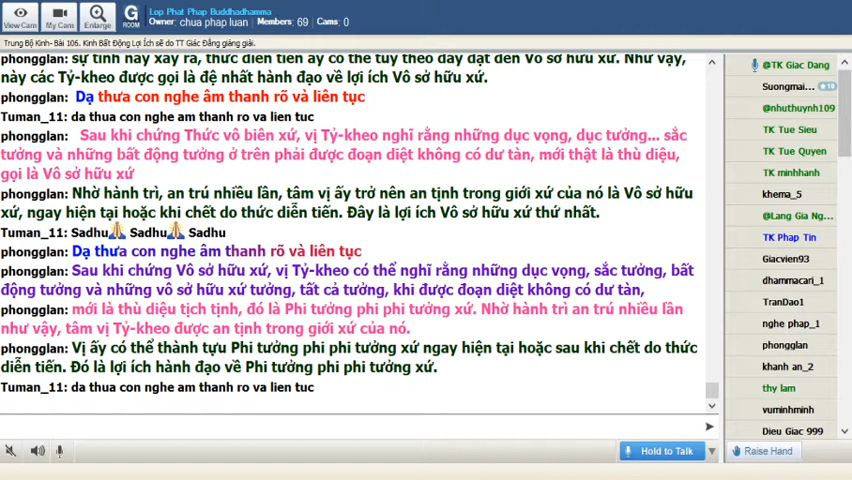 View Cam
My Cam
Enlarge
G
ROOM
Lop Phat Phap Buddhadhamma
Owner: chua phap luan Members: 69 Cams: 0
Trung Bộ Kinh- Bài 106. Kinh Bất Động Lợi Ích sẽ do TT Giác Đẳng giảng giải.
sự tình này xảy ra, thức diễn tiến ấy có thể tùy theo đây đạt đến Vô sở hữu xứ. Như vậy,
này các Tỷ-kheo được gọi là đệ nhất hành đạo về lợi ích Vô sở hữu xứ.
phongglan: Dạ thưa con nghe âm thanh rõ và liên tục
Tuman_11: da thua con nghe am thanh ro va lien tuc
phongglan: Sau khi chứng Thức vô biên xứ, vị Tỷ-kheo nghĩ rằng những dục vọng, dục tưởng... sắc
tưởng và những bất động tưởng ở trên phải được đoạn diệt không có dư tàn, mới thật là thù diệu,
gọi là Vô sở hữu xứ
phongglan: Nhờ hành trì, an trú nhiều lần, tâm vị ấy trở nên an tịnh trong giới xứ của nó là Vô sở hữu
xứ, ngay hiện tại hoặc khi chết do thức diễn tiến. Đây là lợi ích Vô sở hữu xứ thứ nhất.
Tuman_11: Sadhu🙏 Sadhu🙏 Sadhu
phongglan: Dạ thưa con nghe âm thanh rõ và liên tục
phongglan: Sau khi chứng Vô sở hữu xứ, vị Tỷ-kheo có thể nghĩ rằng những dục vọng, sắc tưởng, bất
động tưởng và những vô sở hữu xứ tưởng, tất cả tưởng, khi được đoạn diệt không có dư tàn,
phongglan: mới là thù diệu tịch tịnh, đó là Phi tưởng phi phi tưởng xứ. Nhờ hành trì an trú nhiều lần
như vậy, tâm vị Tỷ-kheo được an tịnh trong giới xứ của nó.
phongglan: Vị ấy có thể thành tựu Phi tưởng phi phi tưởng xứ ngay hiện tại hoặc sau khi chết do thức
diễn tiến. Đó là lợi ích hành đạo về Phi tưởng phi phi tưởng xứ.
Tuman_11: da thua con nghe am thanh ro va lien tuc
@TK Giac Dang
Suongmai... 10
@nhuthuynh109
TK Tue Sieu
TK Tue Quyen
TK minhhanh
khema_5
@Lang Gia Ng...
TK Phap Tin
Giacvien93
dhammacari_1
TranDao1
nghe phap_1
phongglan
khanh an_2
thy lam
vuminhminh
Dieu Giac 999
Hold to Talk
Raise Hand